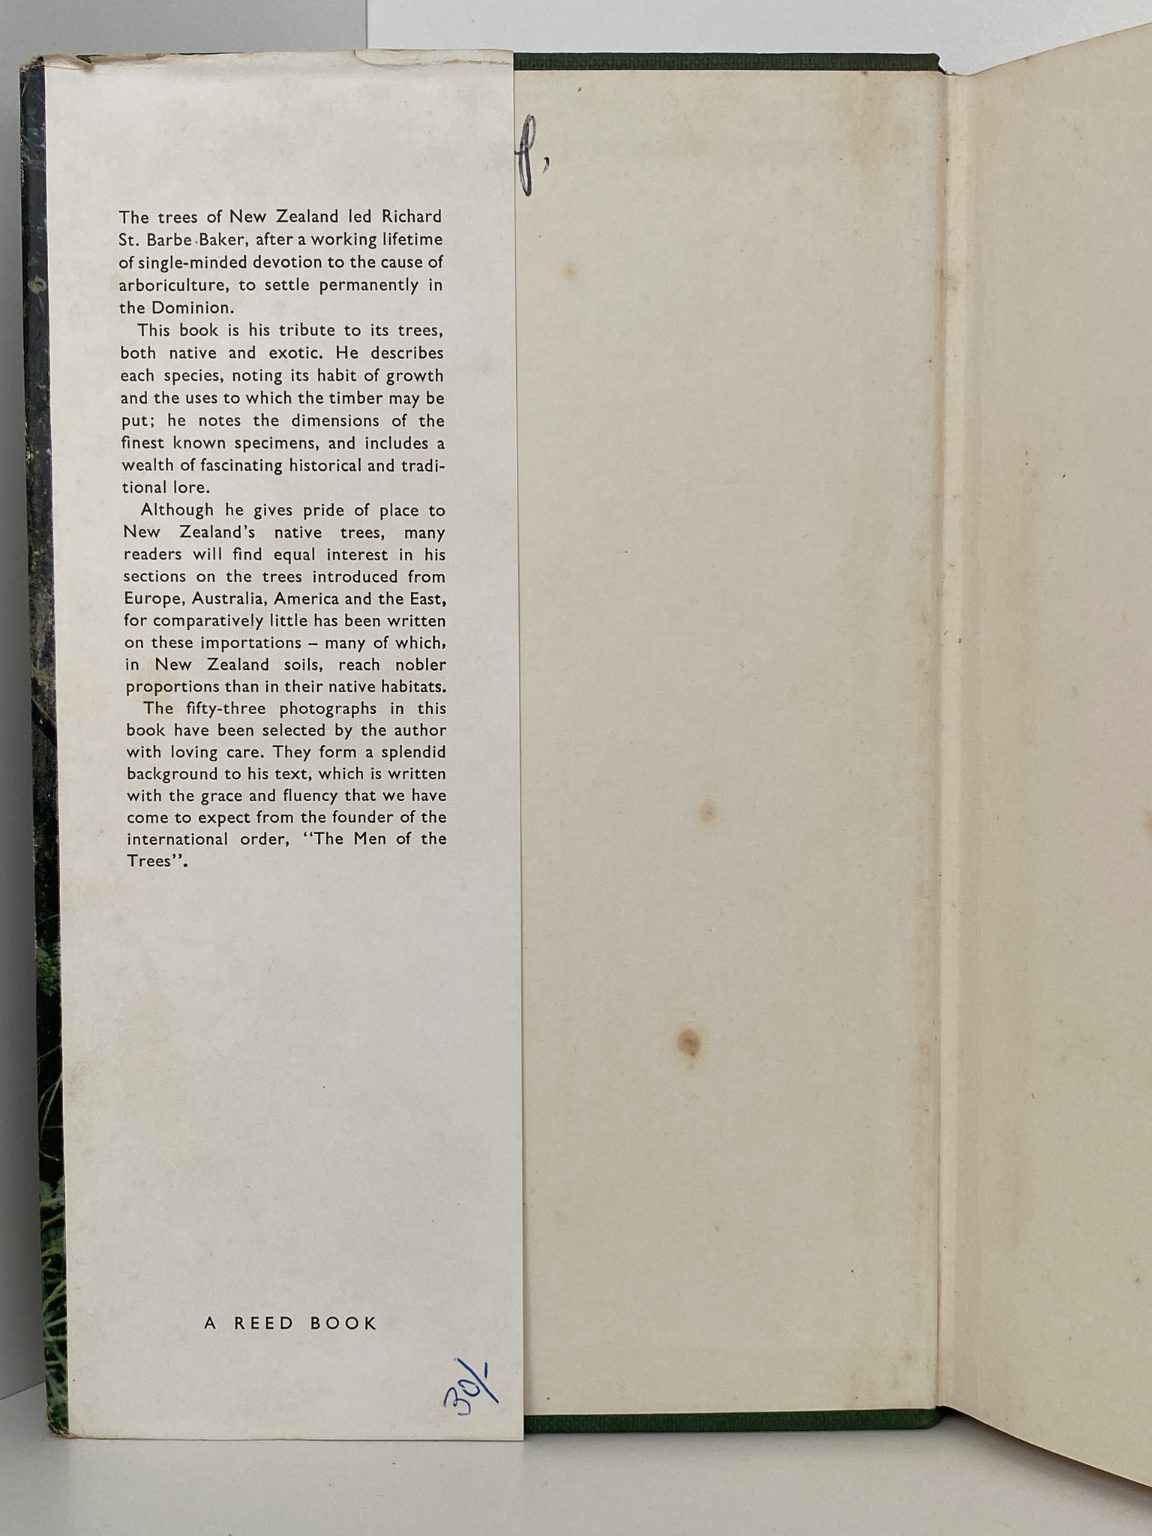 The trees of New Zealand led Richard
St. Barbe Baker, after a working lifetime
of single-minded devotion to the cause of
arboriculture, to settle permanently in
the Dominion.
This book is his tribute to its trees,
both native and exotic. He describes
each species, noting its habit of growth
and the uses to which the timber may be
put; he notes the dimensions of the
finest known specimens, and includes a
wealth of fascinating historical and tradi-
tional lore.
Although he gives pride of place to
New Zealand's native trees, many
readers will find equal interest in his
sections on the trees introduced from
Europe, Australia, America and the East,
for comparatively little has been written
on these importations – many of which,
in New Zealand soils, reach nobler
proportions than in their native habitats.
The fifty-three photographs in this
book have been selected by the author
with loving care. They form a splendid
background to his text, which is written
with the grace and fluency that we have
come to expect from the founder of the
international order, “The Men of the
Trees”.
A REED BOOK
30/-